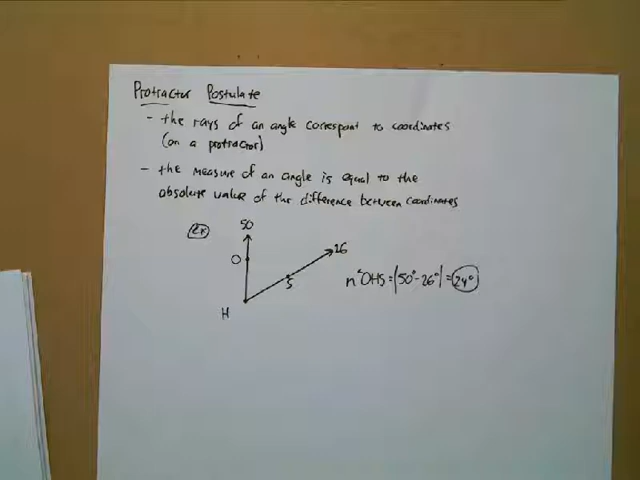 Protractor Postulate
- the rays of an angle correspont to coordinates
(on a protractor)
- the measure of an angle is equal to the
absolute value of the difference between coordinates
ex
50
26
O
S
H
m∠OHS = |50° - 26°| = 24°